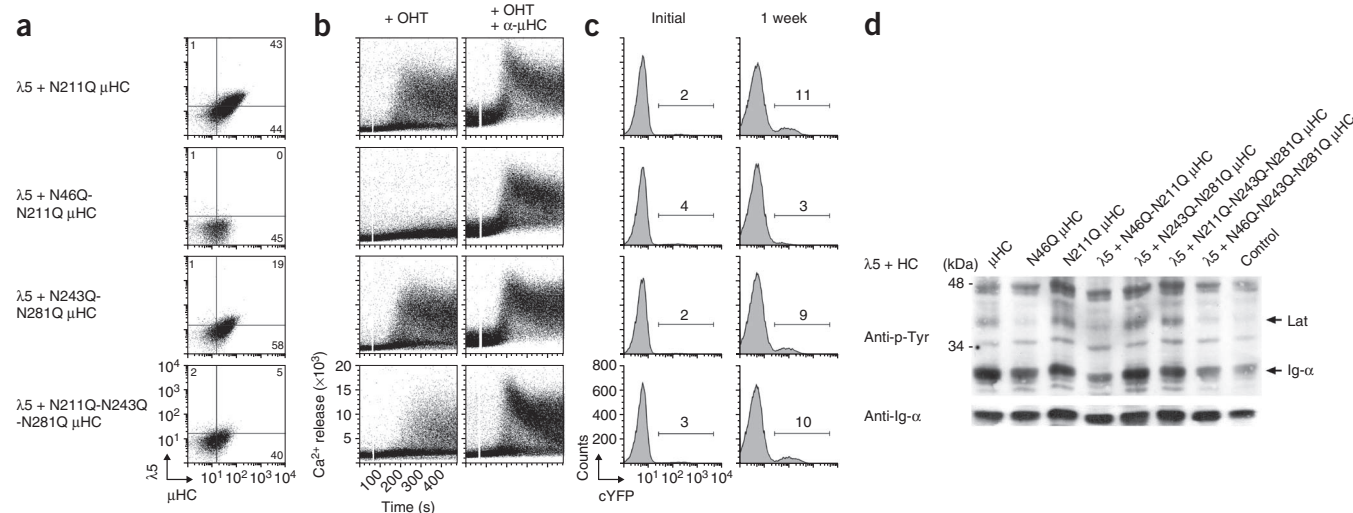 a
λ5 + N211Q μHC
λ5 + N46Q-
N211Q μHC
λ5 + N243Q-
N281Q μHC
λ5 + N211Q-N243Q
-N281Q μHC
1 43
44
1 0
45
1 19
58
2 5
40
10⁴
10³
10²
10¹
10¹ 10² 10³ 10⁴
λ5
μHC
b
+ OHT
+ OHT
+ α-μHC
20
15
10
5
Ca²⁺ release (×10³)
100 200 300 400
Time (s)
c
Initial
1 week
2
11
4
3
2
9
3
10
800
600
400
200
0
Counts
10¹ 10² 10³ 10⁴
10¹ 10² 10³ 10⁴
cYFP
d
λ5 + HC
(kDa)
μHC
N46Q μHC
N211Q μHC
λ5 + N46Q-N211Q μHC
λ5 + N243Q-N281Q μHC
λ5 + N211Q-N243Q-N281Q μHC
λ5 + N46Q-N243Q-N281Q μHC
Control
48 -
34 -
Anti-p-Tyr
Lat
Ig-α
Anti-Ig-α